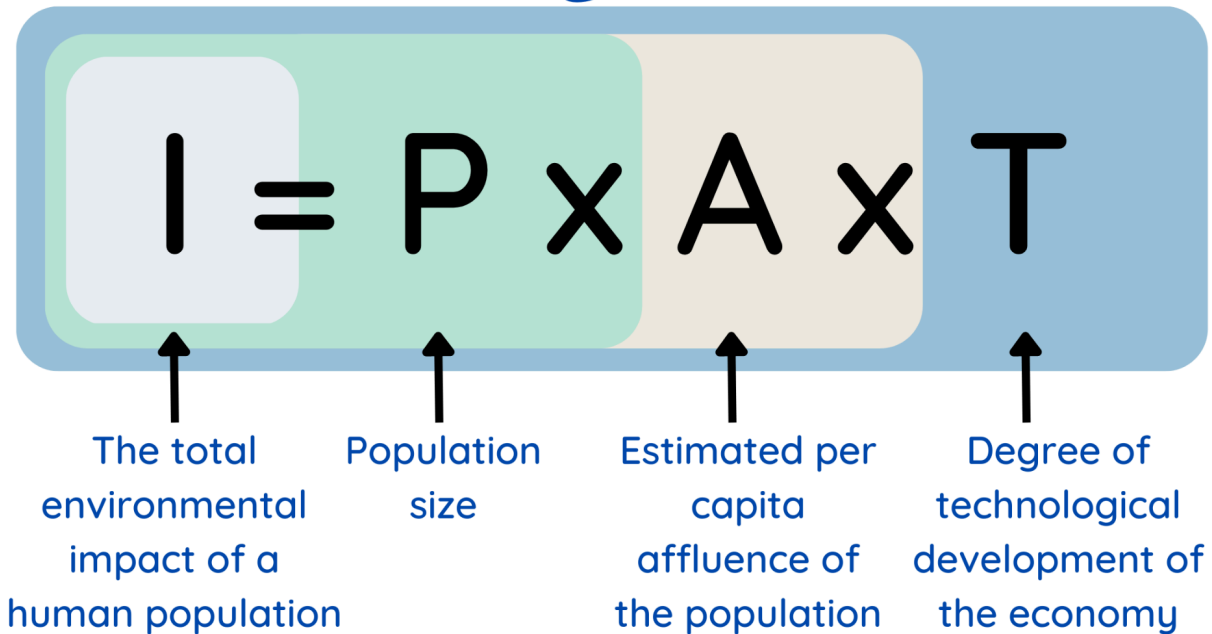 I = P x A x T
The total
environmental
impact of a
human population
Population
size
Estimated per
capita
affluence of
the population
Degree of
technological
development of
the economy